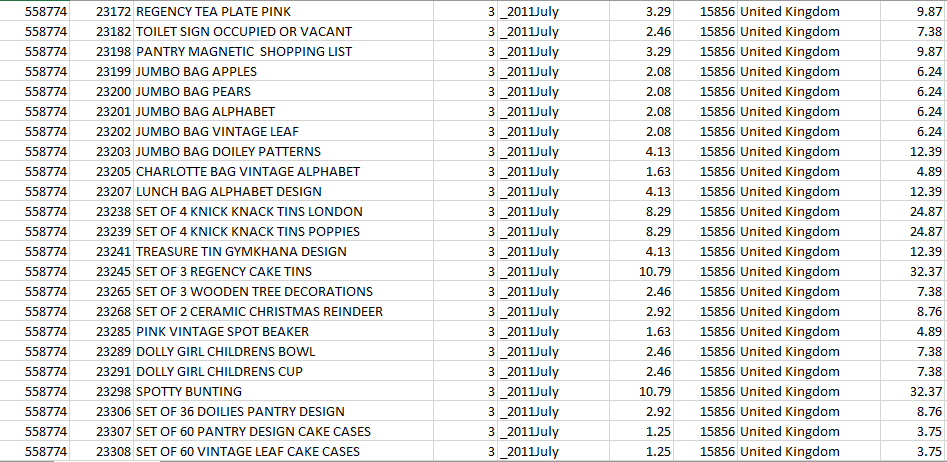 558774 23172 REGENCY TEA PLATE PINK 3 _2011July 3.29 15856 United Kingdom 9.87
558774 23182 TOILET SIGN OCCUPIED OR VACANT 3 _2011July 2.46 15856 United Kingdom 7.38
558774 23198 PANTRY MAGNETIC  SHOPPING LIST 3 _2011July 3.29 15856 United Kingdom 9.87
558774 23199 JUMBO BAG APPLES 3 _2011July 2.08 15856 United Kingdom 6.24
558774 23200 JUMBO BAG PEARS 3 _2011July 2.08 15856 United Kingdom 6.24
558774 23201 JUMBO BAG ALPHABET 3 _2011July 2.08 15856 United Kingdom 6.24
558774 23202 JUMBO BAG VINTAGE LEAF 3 _2011July 2.08 15856 United Kingdom 6.24
558774 23203 JUMBO BAG DOILEY PATTERNS 3 _2011July 4.13 15856 United Kingdom 12.39
558774 23205 CHARLOTTE BAG VINTAGE ALPHABET 3 _2011July 1.63 15856 United Kingdom 4.89
558774 23207 LUNCH BAG ALPHABET DESIGN 3 _2011July 4.13 15856 United Kingdom 12.39
558774 23238 SET OF 4 KNICK KNACK TINS LONDON 3 _2011July 8.29 15856 United Kingdom 24.87
558774 23239 SET OF 4 KNICK KNACK TINS POPPIES 3 _2011July 8.29 15856 United Kingdom 24.87
558774 23241 TREASURE TIN GYMKHANA DESIGN 3 _2011July 4.13 15856 United Kingdom 12.39
558774 23245 SET OF 3 REGENCY CAKE TINS 3 _2011July 10.79 15856 United Kingdom 32.37
558774 23265 SET OF 3 WOODEN TREE DECORATIONS 3 _2011July 2.46 15856 United Kingdom 7.38
558774 23268 SET OF 2 CERAMIC CHRISTMAS REINDEER 3 _2011July 2.92 15856 United Kingdom 8.76
558774 23285 PINK VINTAGE SPOT BEAKER 3 _2011July 1.63 15856 United Kingdom 4.89
558774 23289 DOLLY GIRL CHILDRENS BOWL 3 _2011July 2.46 15856 United Kingdom 7.38
558774 23291 DOLLY GIRL CHILDRENS CUP 3 _2011July 2.46 15856 United Kingdom 7.38
558774 23298 SPOTTY BUNTING 3 _2011July 10.79 15856 United Kingdom 32.37
558774 23306 SET OF 36 DOILIES PANTRY DESIGN 3 _2011July 2.92 15856 United Kingdom 8.76
558774 23307 SET OF 60 PANTRY DESIGN CAKE CASES 3 _2011July 1.25 15856 United Kingdom 3.75
558774 23308 SET OF 60 VINTAGE LEAF CAKE CASES 3 _2011July 1.25 15856 United Kingdom 3.75